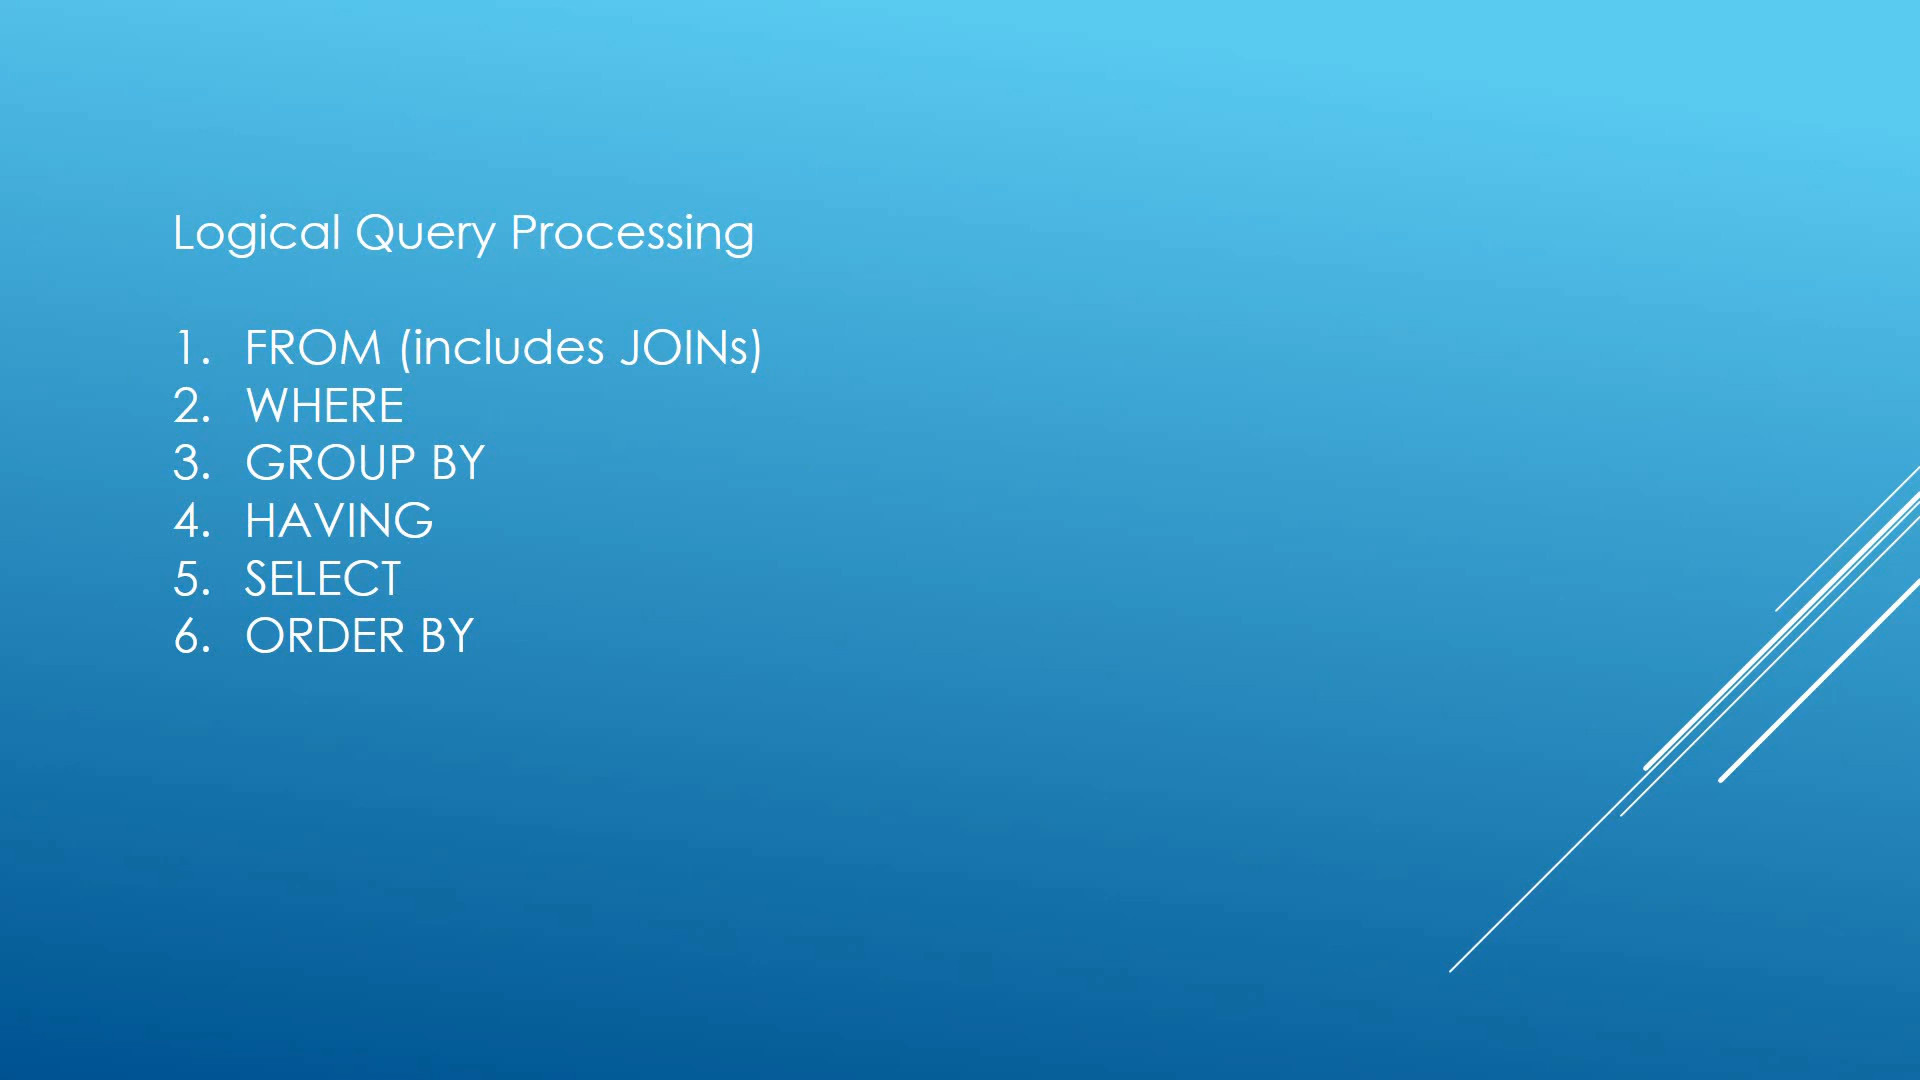 Logical Query Processing
1. FROM (includes JOINs)
2. WHERE
3. GROUP BY
4. HAVING
5. SELECT
6. ORDER BY